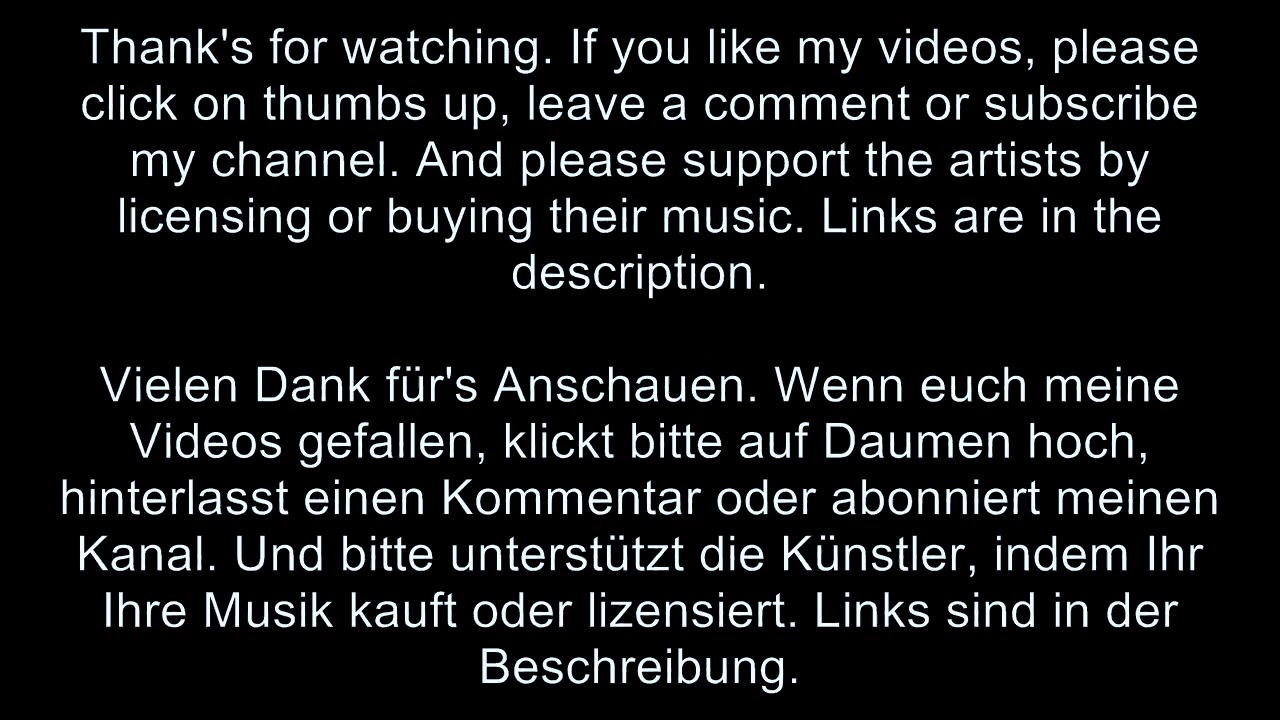 Thank's for watching. If you like my videos, please
click on thumbs up, leave a comment or subscribe
my channel. And please support the artists by
licensing or buying their music. Links are in the
description.
Vielen Dank für's Anschauen. Wenn euch meine
Videos gefallen, klickt bitte auf Daumen hoch,
hinterlasst einen Kommentar oder abonniert meinen
Kanal. Und bitte unterstützt die Künstler, indem Ihr
Ihre Musik kauft oder lizensiert. Links sind in der
Beschreibung.